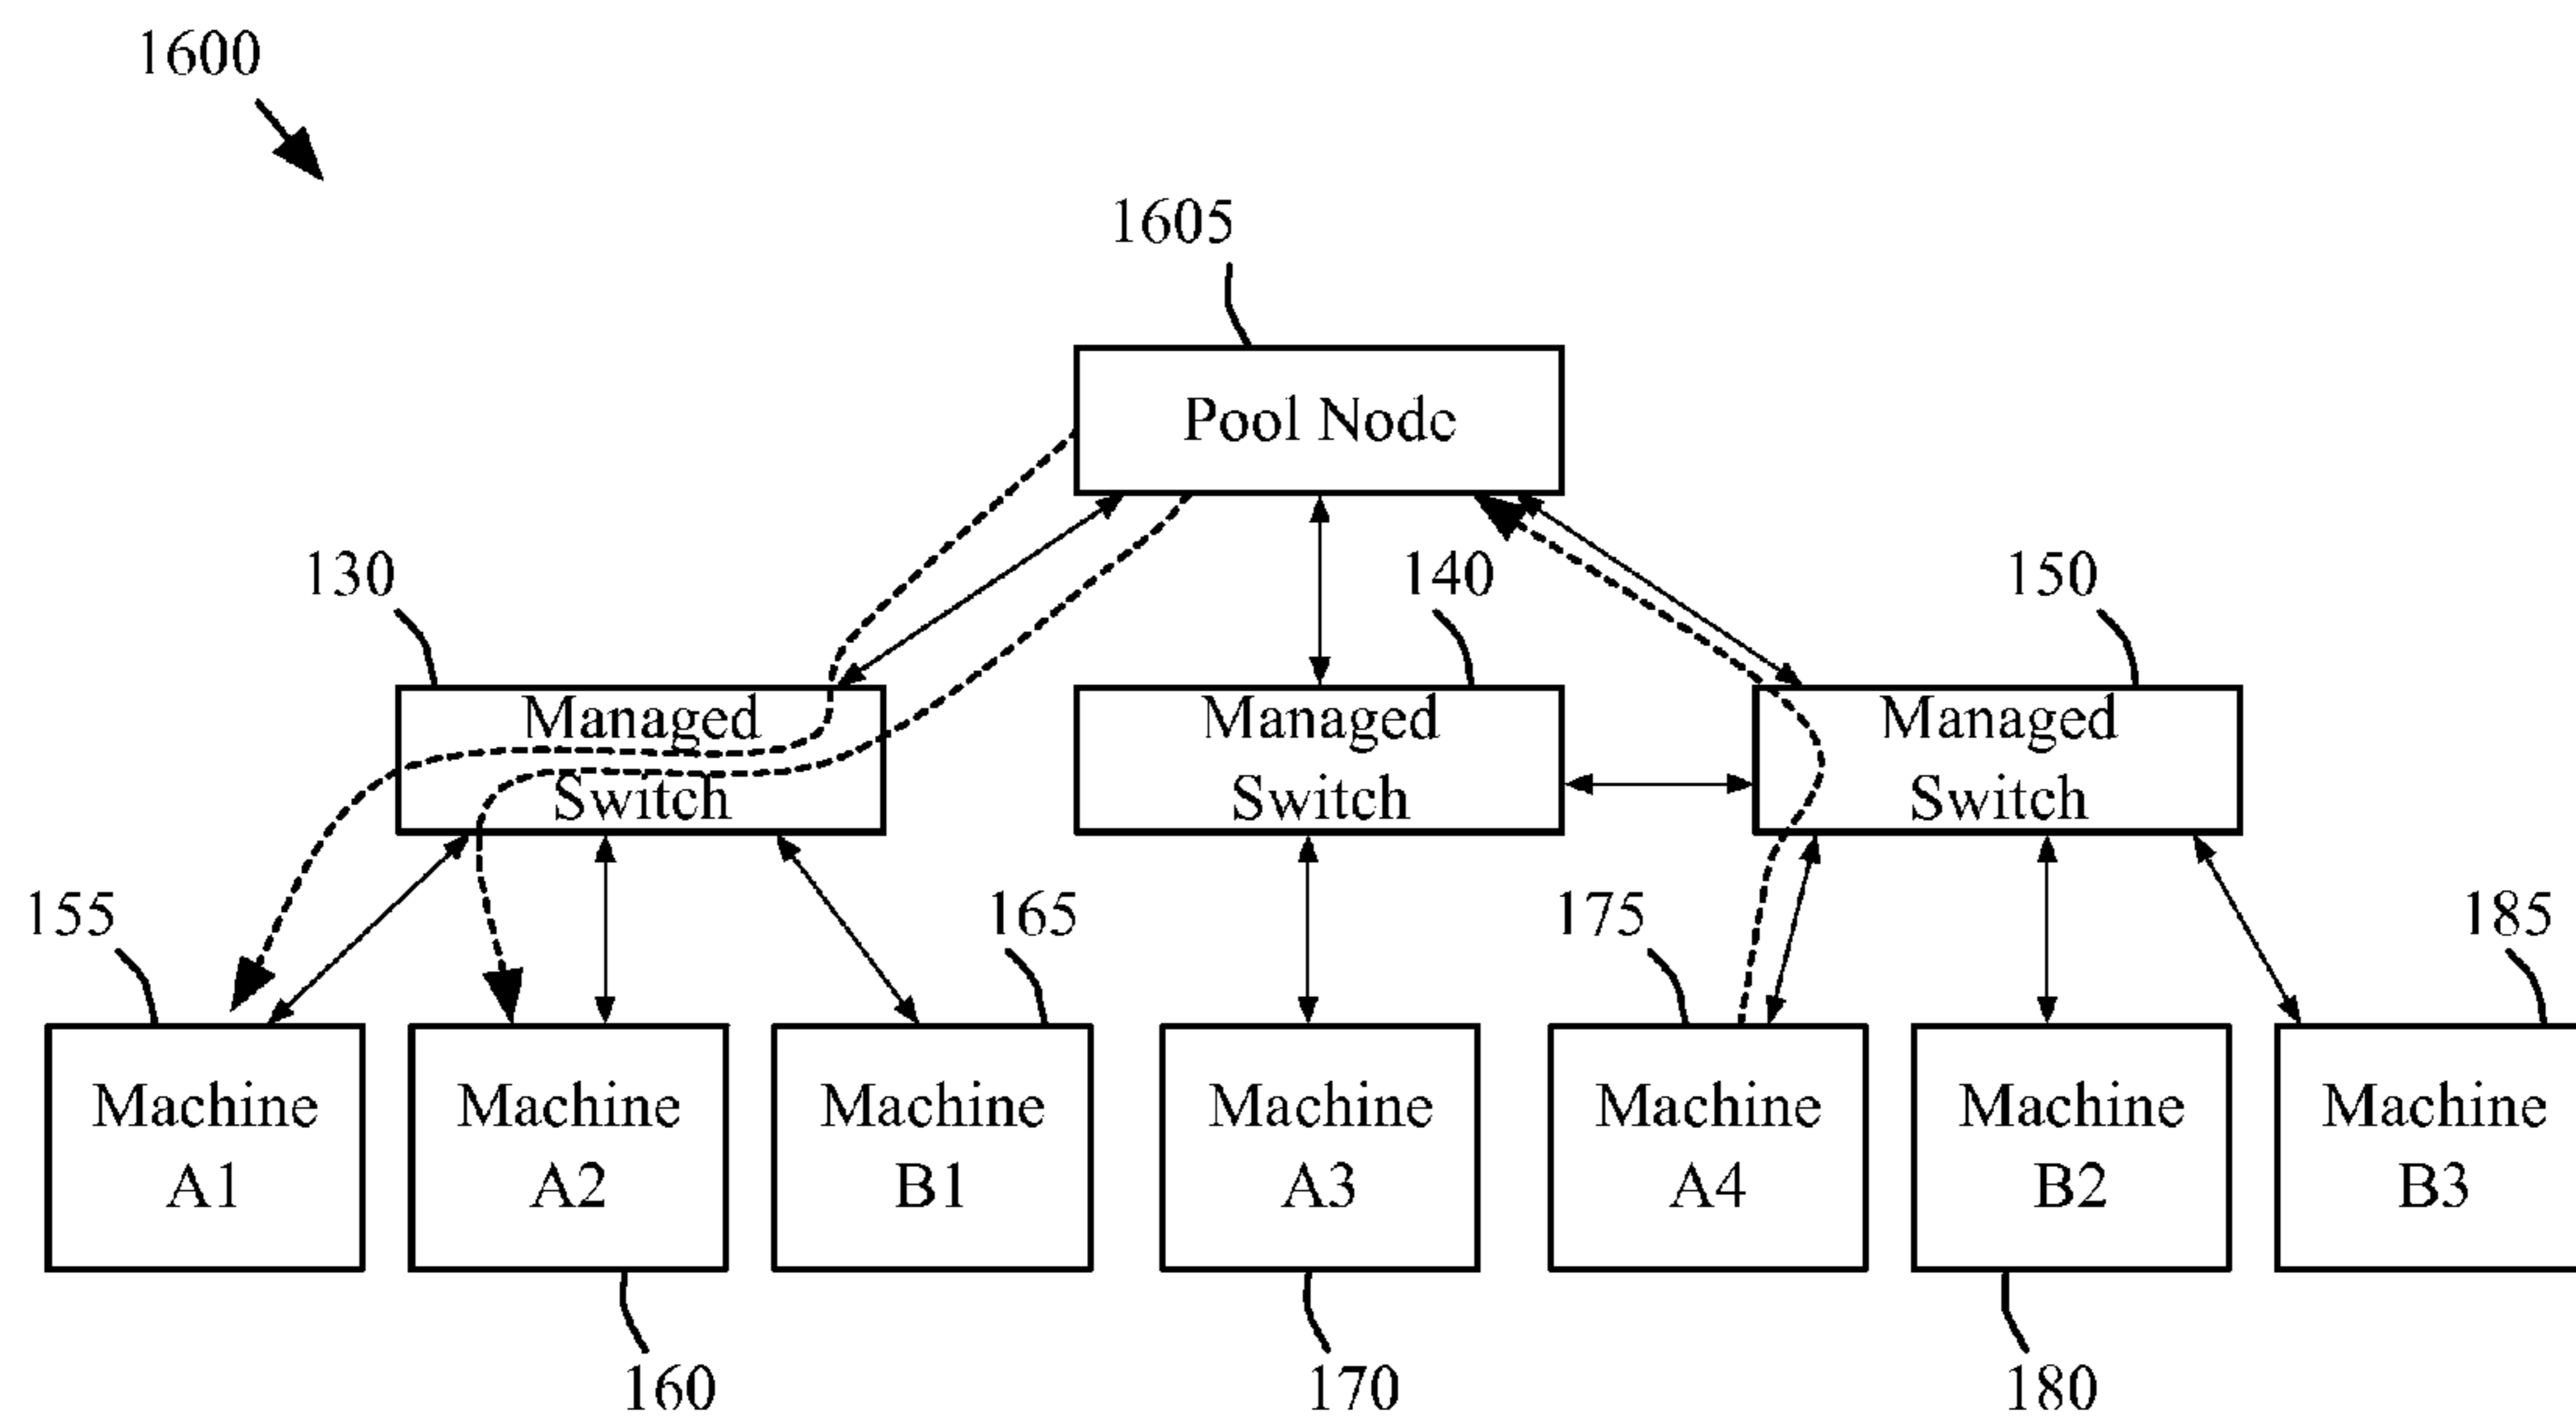 1600
1605
Pool Node
130
140
150
Managed
Switch
Managed
Switch
Managed
Switch
155
165
175
185
Machine
A1
Machine
A2
Machine
B1
Machine
A3
Machine
A4
Machine
B2
Machine
B3
160
170
180